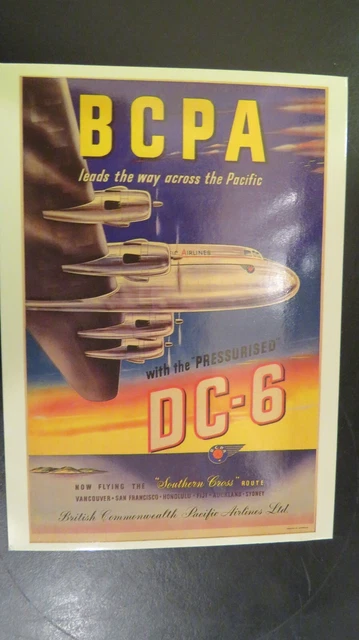 BCPA
leads the way across the Pacific
AIRLINES
with the "PRESSURISED"
DC-6
NOW FLYING THE "Southern Cross" ROUTE
VANCOUVER · SAN FRANCISCO · HONOLULU · FIJI · AUCKLAND · SYDNEY
British Commonwealth Pacific Airlines Ltd.